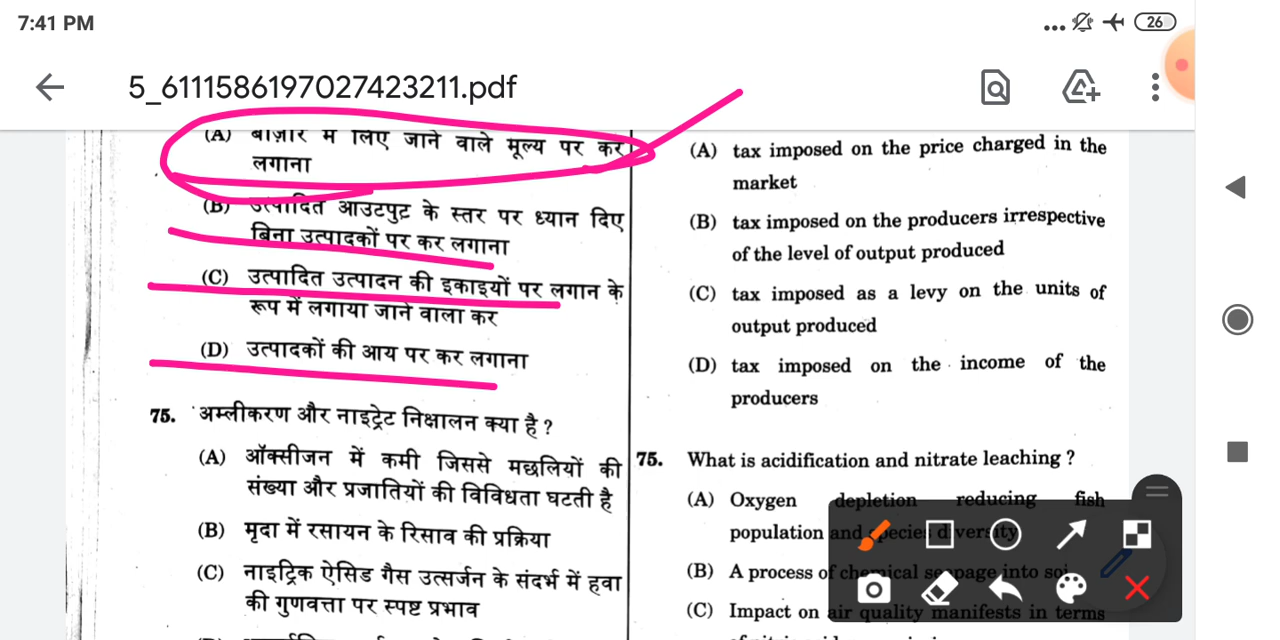 7:41 PM
26
5_6111586197027423211.pdf
(A) बाज़ार में लिए जाने वाले मूल्य पर कर
लगाना
(B) उत्पादित आउटपुट के स्तर पर ध्यान दिए
बिना उत्पादकों पर कर लगाना
(C) उत्पादित उत्पादन की इकाइयों पर लगान के
रूप में लगाया जाने वाला कर
(D) उत्पादकों की आय पर कर लगाना
75. अम्लीकरण और नाइट्रेट निक्षालन क्या है ?
(A) ऑक्सीजन में कमी जिससे मछलियों की
संख्या और प्रजातियों की विविधता घटती है
(B) मृदा में रसायन के रिसाव की प्रक्रिया
(C) नाइट्रिक ऐसिड गैस उत्सर्जन के संदर्भ में हवा
की गुणवत्ता पर स्पष्ट प्रभाव
(A) tax imposed on the price charged in the
market
(B) tax imposed on the producers irrespective
of the level of output produced
(C) tax imposed as a levy on the units of
output produced
(D) tax imposed on the income of the
producers
75. What is acidification and nitrate leaching ?
(A) Oxygen depletion reducing fish
population and species diversity
(B) A process of chemical seepage into soil
(C) Impact on air quality manifests in terms